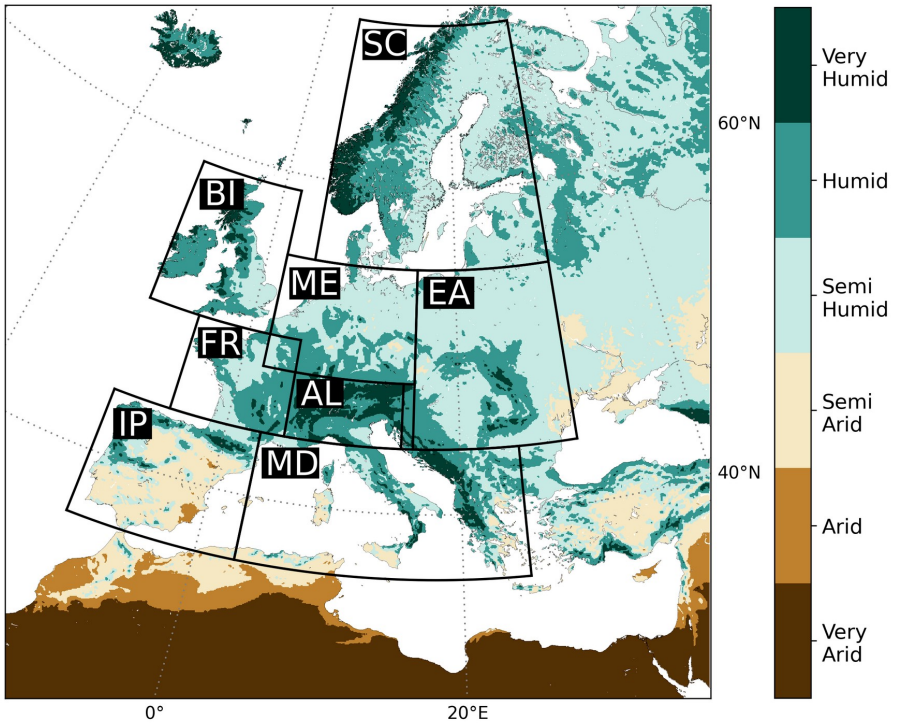 SC
BI
ME
EA
FR
AL
IP
MD
60°N
40°N
0°
20°E
Very
Humid
Humid
Semi
Humid
Semi
Arid
Arid
Very
Arid